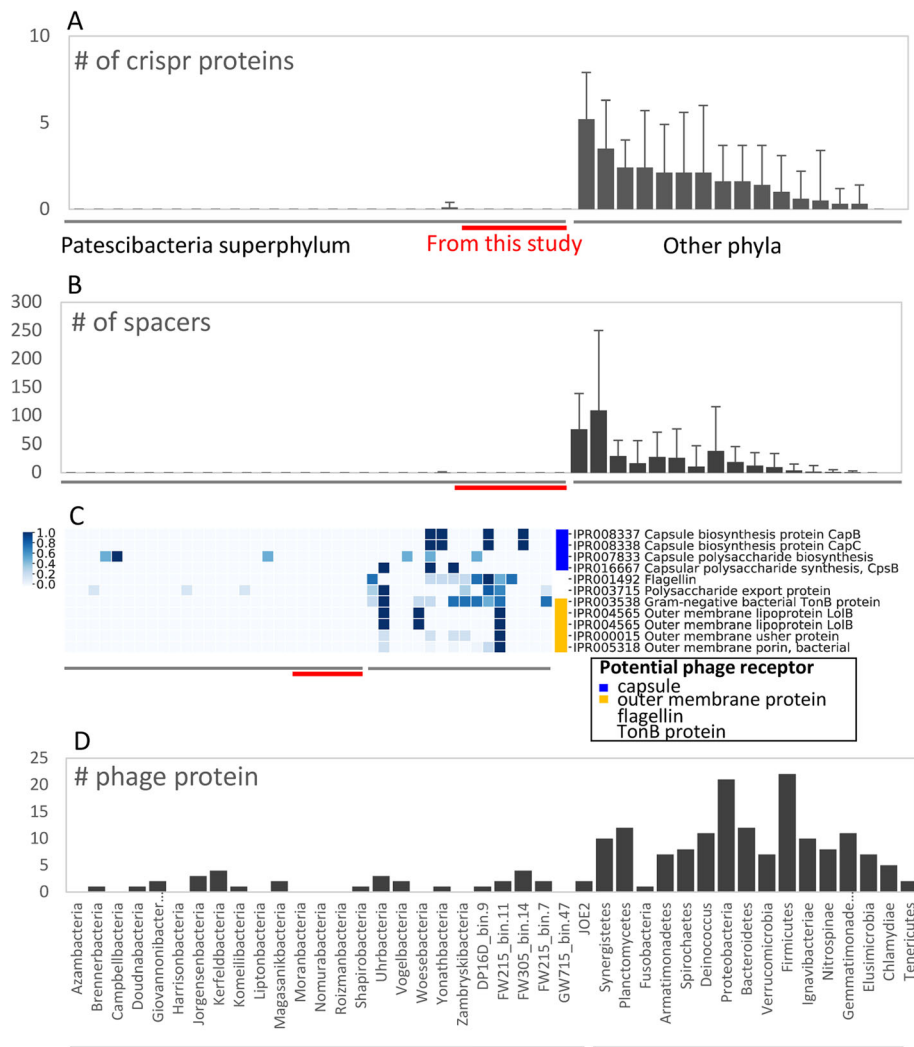 A
# of crispr proteins
10
5
0
Patescibacteria superphylum
From this study
Other phyla
B
# of spacers
300
250
200
150
100
50
0
C
1.0
0.8
0.6
0.4
0.2
0.0
IPR008337 Capsule biosynthesis protein CapB
IPR008338 Capsule biosynthesis protein CapC
IPR007833 Capsule polysaccharide biosynthesis
IPR016667 Capsular polysaccharide synthesis, CpsB
IPR001492 Flagellin
IPR003715 Polysaccharide export protein
IPR003538 Gram-negative bacterial TonB protein
IPR004565 Outer membrane lipoprotein LolB
IPR004565 Outer membrane lipoprotein LolB
IPR000015 Outer membrane usher protein
IPR005318 Outer membrane porin, bacterial
Potential phage receptor
capsule
outer membrane protein
flagellin
TonB protein
D
# phage protein
25
20
15
10
5
0
Azambacteria
Brennerbacteria
Campbellbacteria
Doudnabacteria
Giovannonibacter...
Harrisonbacteria
Jorgensenbacteria
Kerfeldbacteria
Komeilibacteria
Liptonbacteria
Magasanikbacteria
Moranbacteria
Nomurabacteria
Roizmanbacteria
Shapirobacteria
Uhrbacteria
Vogelbacteria
Woesebacteria
Yonathbacteria
Zambryskibacteria
DP16D_bin.9
FW215_bin.11
FW305_bin.14
FW215_bin.7
GW715_bin.47
JOE2
Synergistetes
Planctomycetes
Fusobacteria
Armatimonadetes
Spirochaetes
Deinococcus
Proteobacteria
Bacteroidetes
Verrucomicrobia
Firmicutes
Ignavibacteriae
Nitrospinae
Gemmatimonade...
Elusimicrobia
Chlamydiae
Tenericutes